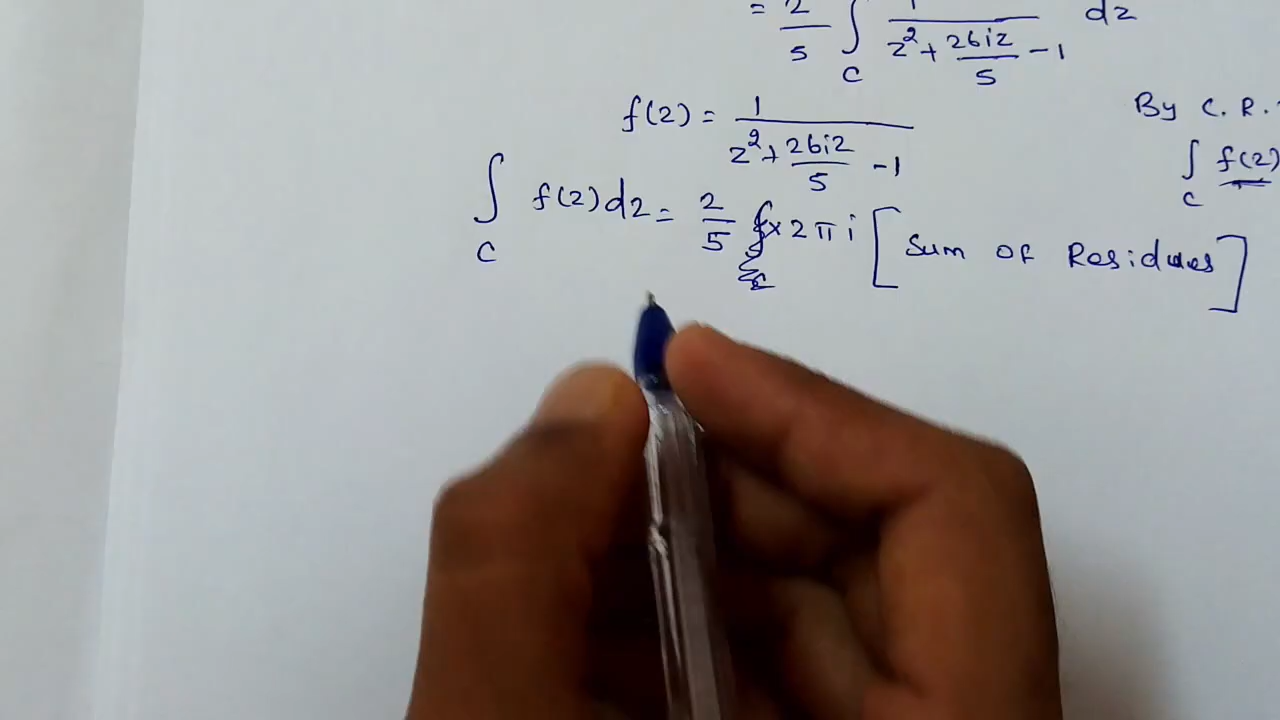 = 2/5 ∫_C 1/(z² + 26iz/5 - 1) dz
f(z) = 1/(z² + 26iz/5 - 1)
By C. R.
∫_C f(z)
∫_C f(z)dz = 2/5 × 2πi [Sum of Residues]